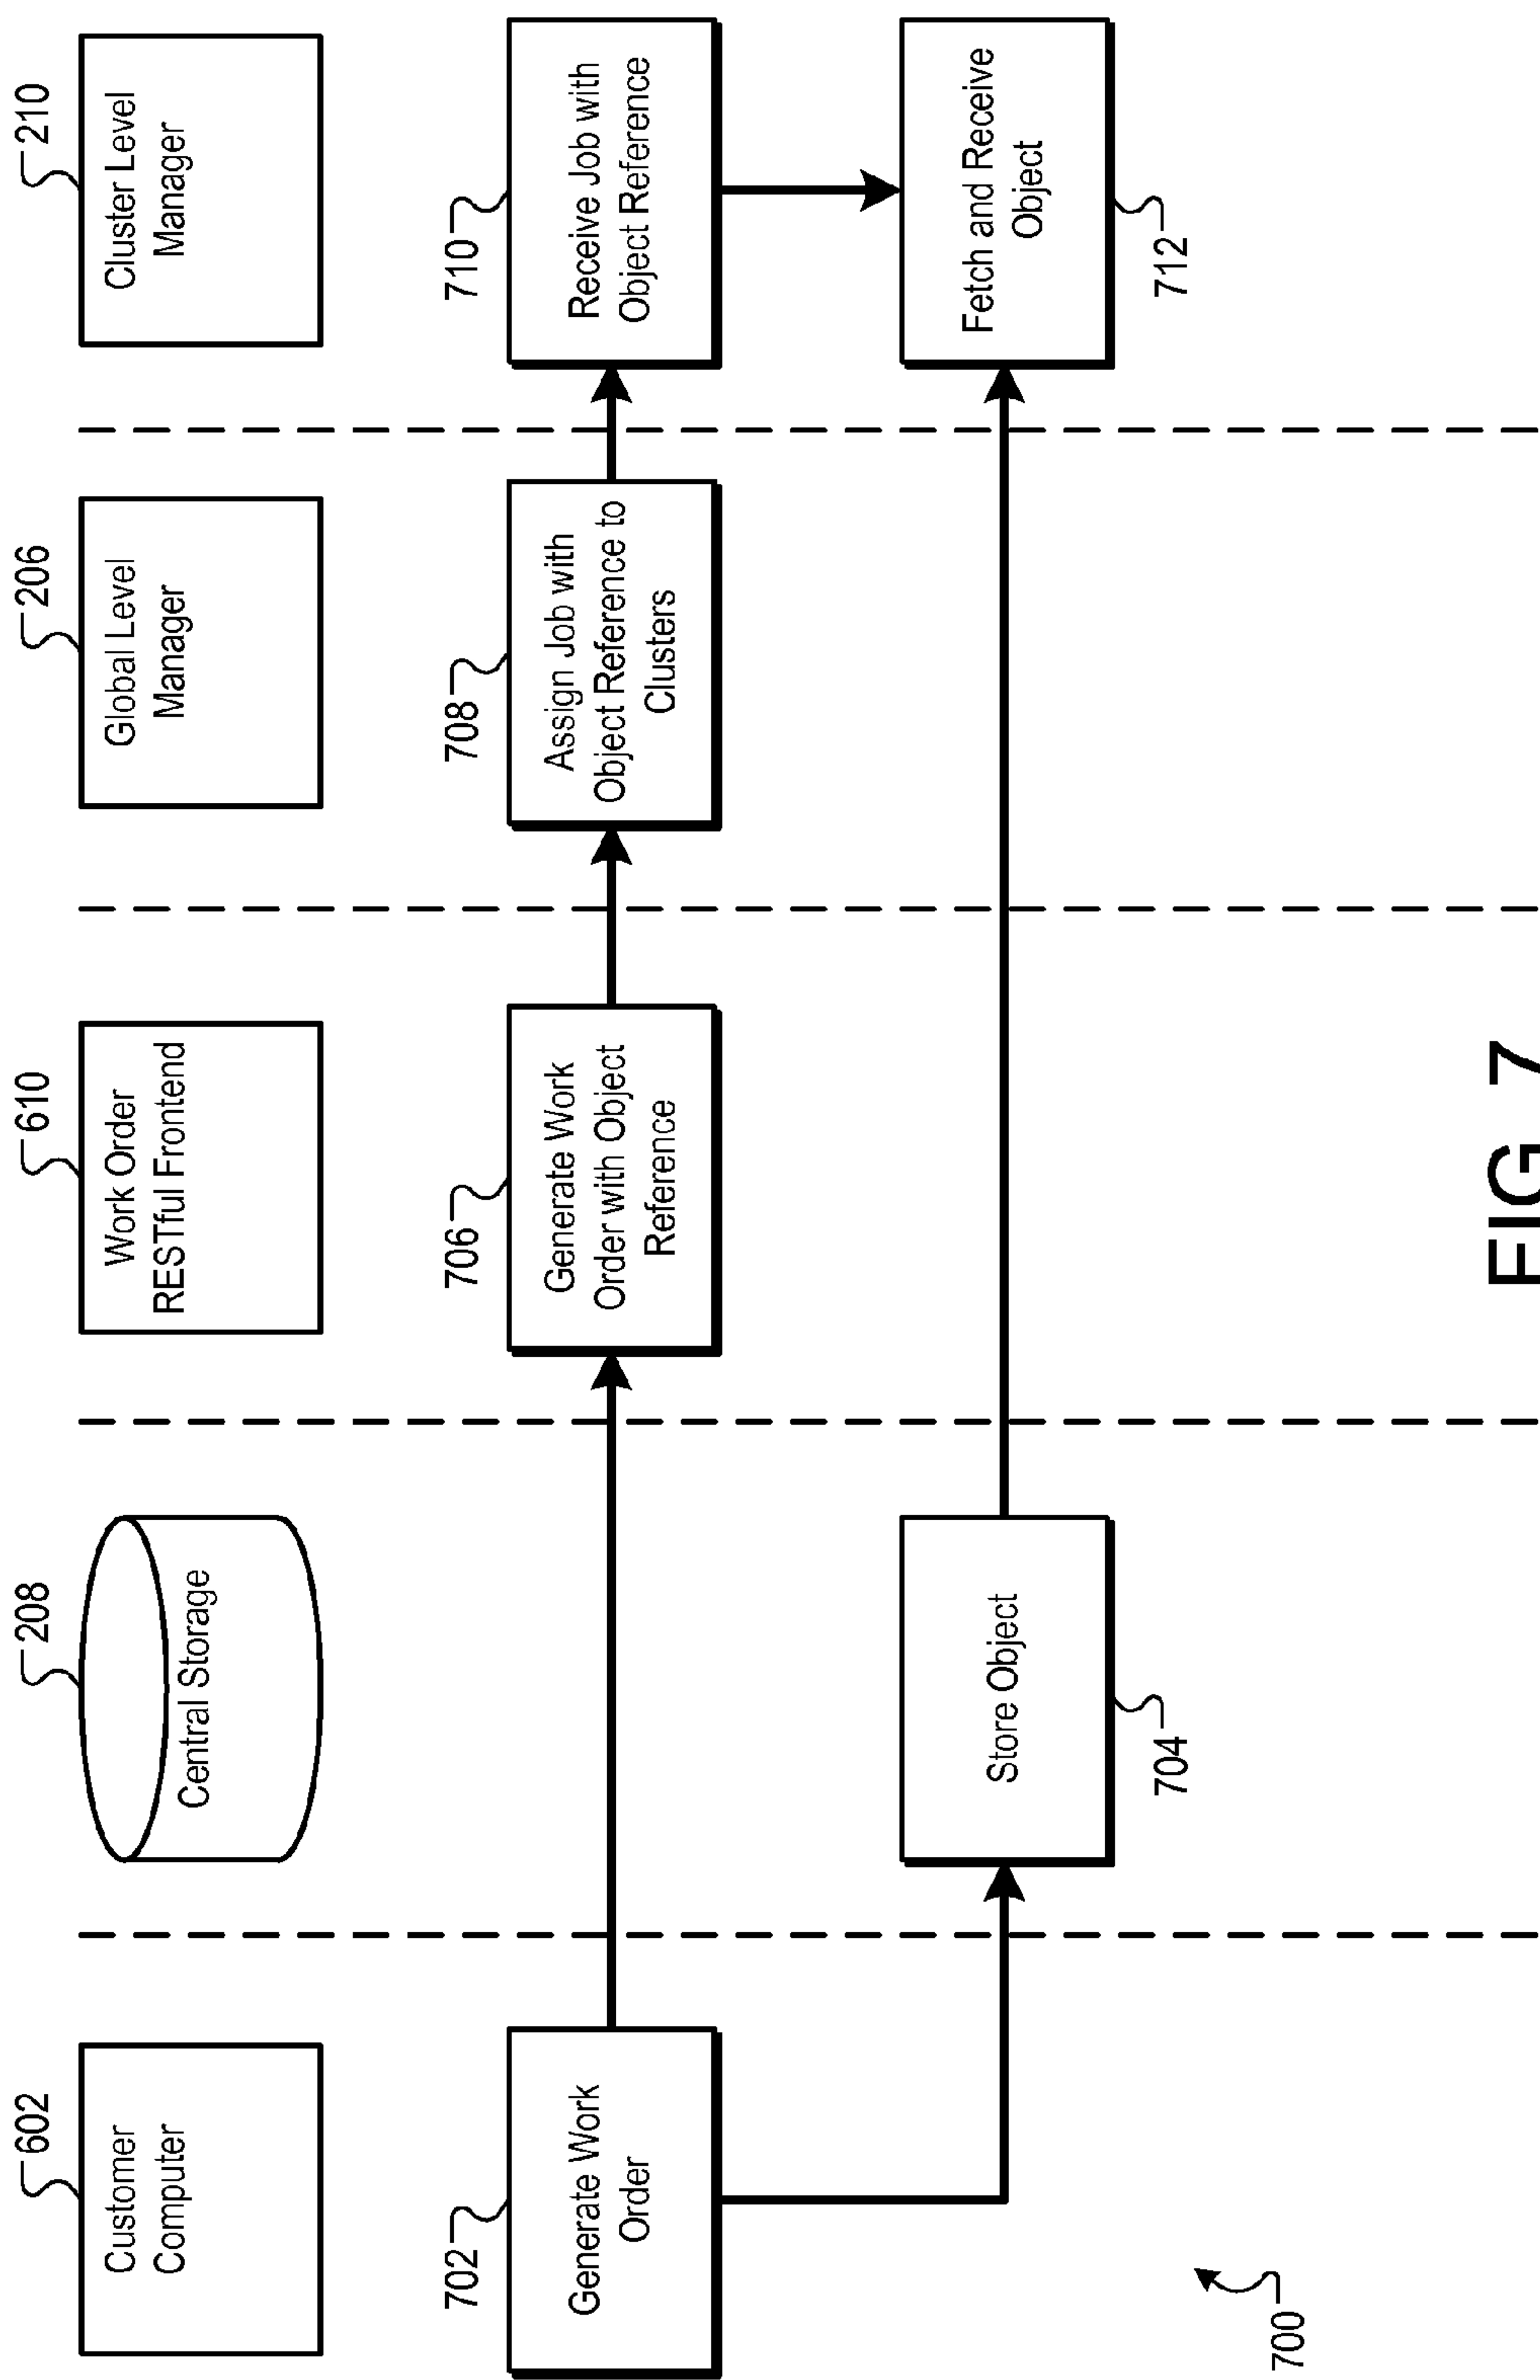 602
Customer
Computer
208
Central Storage
610
Work Order
RESTful Frontend
206
Global Level
Manager
210
Cluster Level
Manager
702
Generate Work
Order
706
Generate Work
Order with Object
Reference
708
Assign Job with
Object Reference to
Clusters
710
Receive Job with
Object Reference
Store Object
704
Fetch and Receive
Object
712
700
FIG. 7